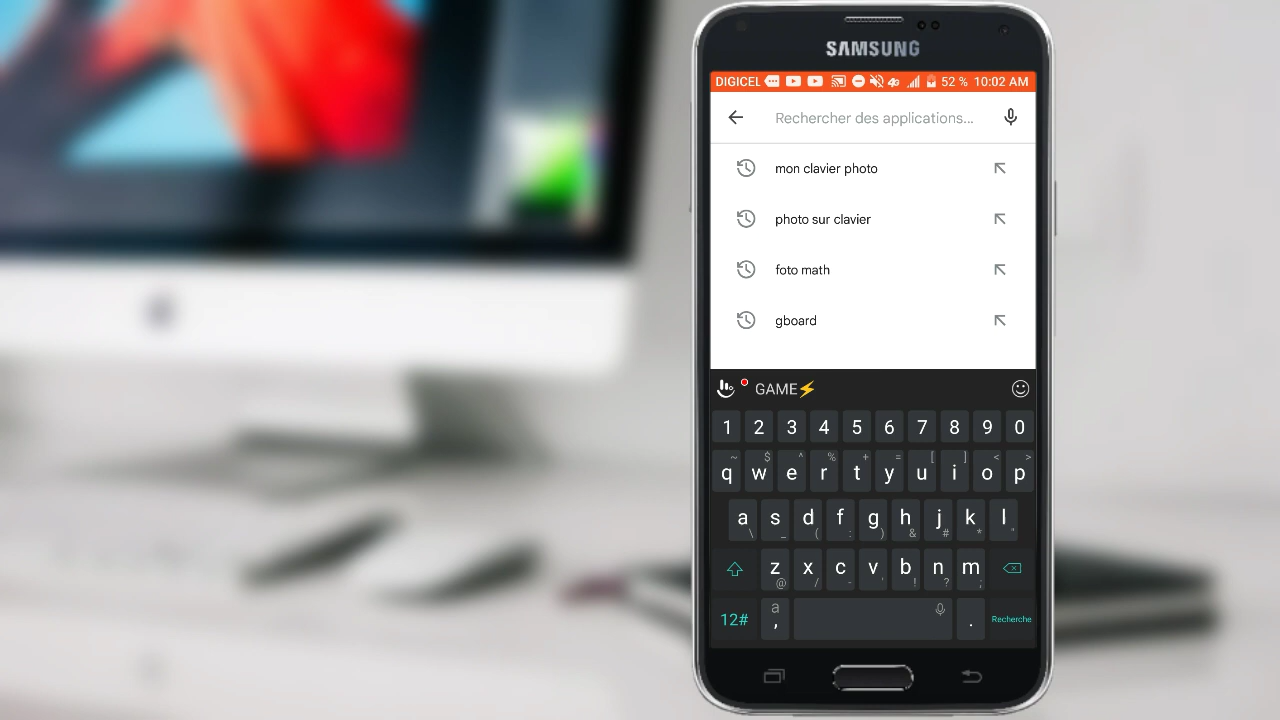 SAMSUNG
DIGICEL 4G 52 % 10:02 AM
Rechercher des applications...
mon clavier photo
photo sur clavier
foto math
gboard
GAME⚡
1 2 3 4 5 6 7 8 9 0
~ $ ^ % + = [ ] < >
q w e r t y u i o p
a s d f g h j k l
\ _ ( : ) & # * "
z x c v b n m
@ / - ' ! ? ;
12# a , . Recherche